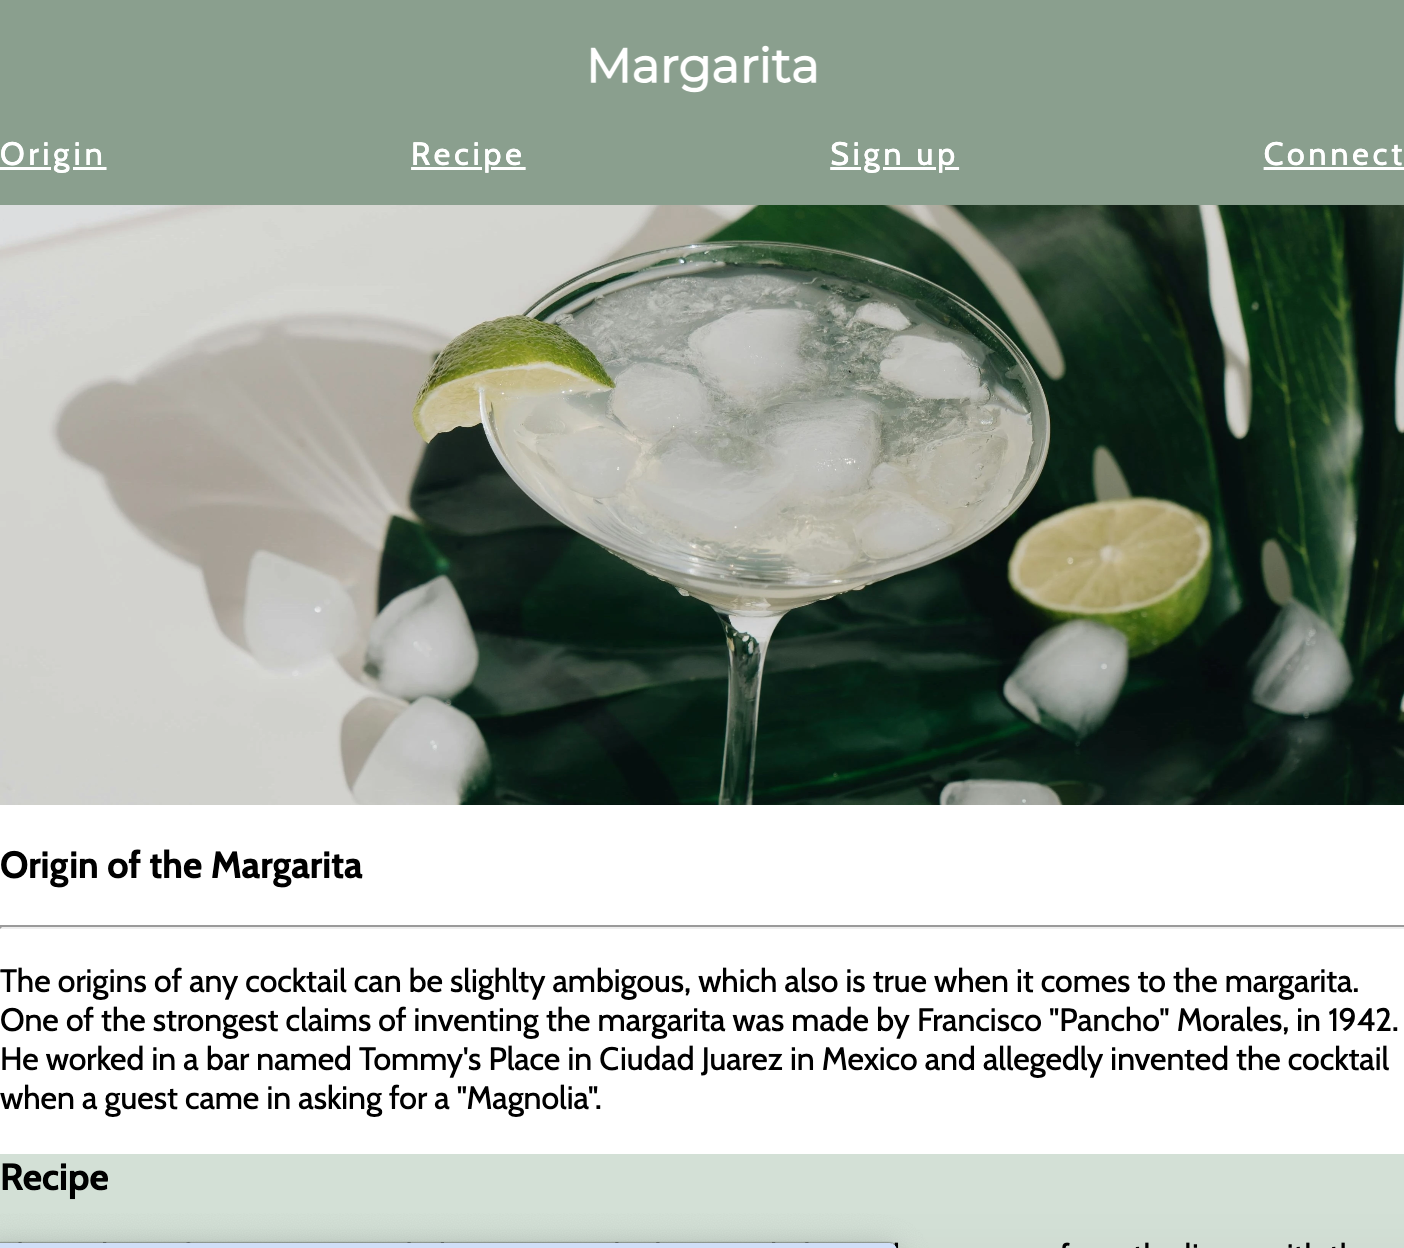 Margarita
Origin Recipe Sign up Connect
Origin of the Margarita
The origins of any cocktail can be slighlty ambigous, which also is true when it comes to the margarita.
One of the strongest claims of inventing the margarita was made by Francisco "Pancho" Morales, in 1942.
He worked in a bar named Tommy's Place in Ciudad Juarez in Mexico and allegedly invented the cocktail
when a guest came in asking for a "Magnolia".
Recipe